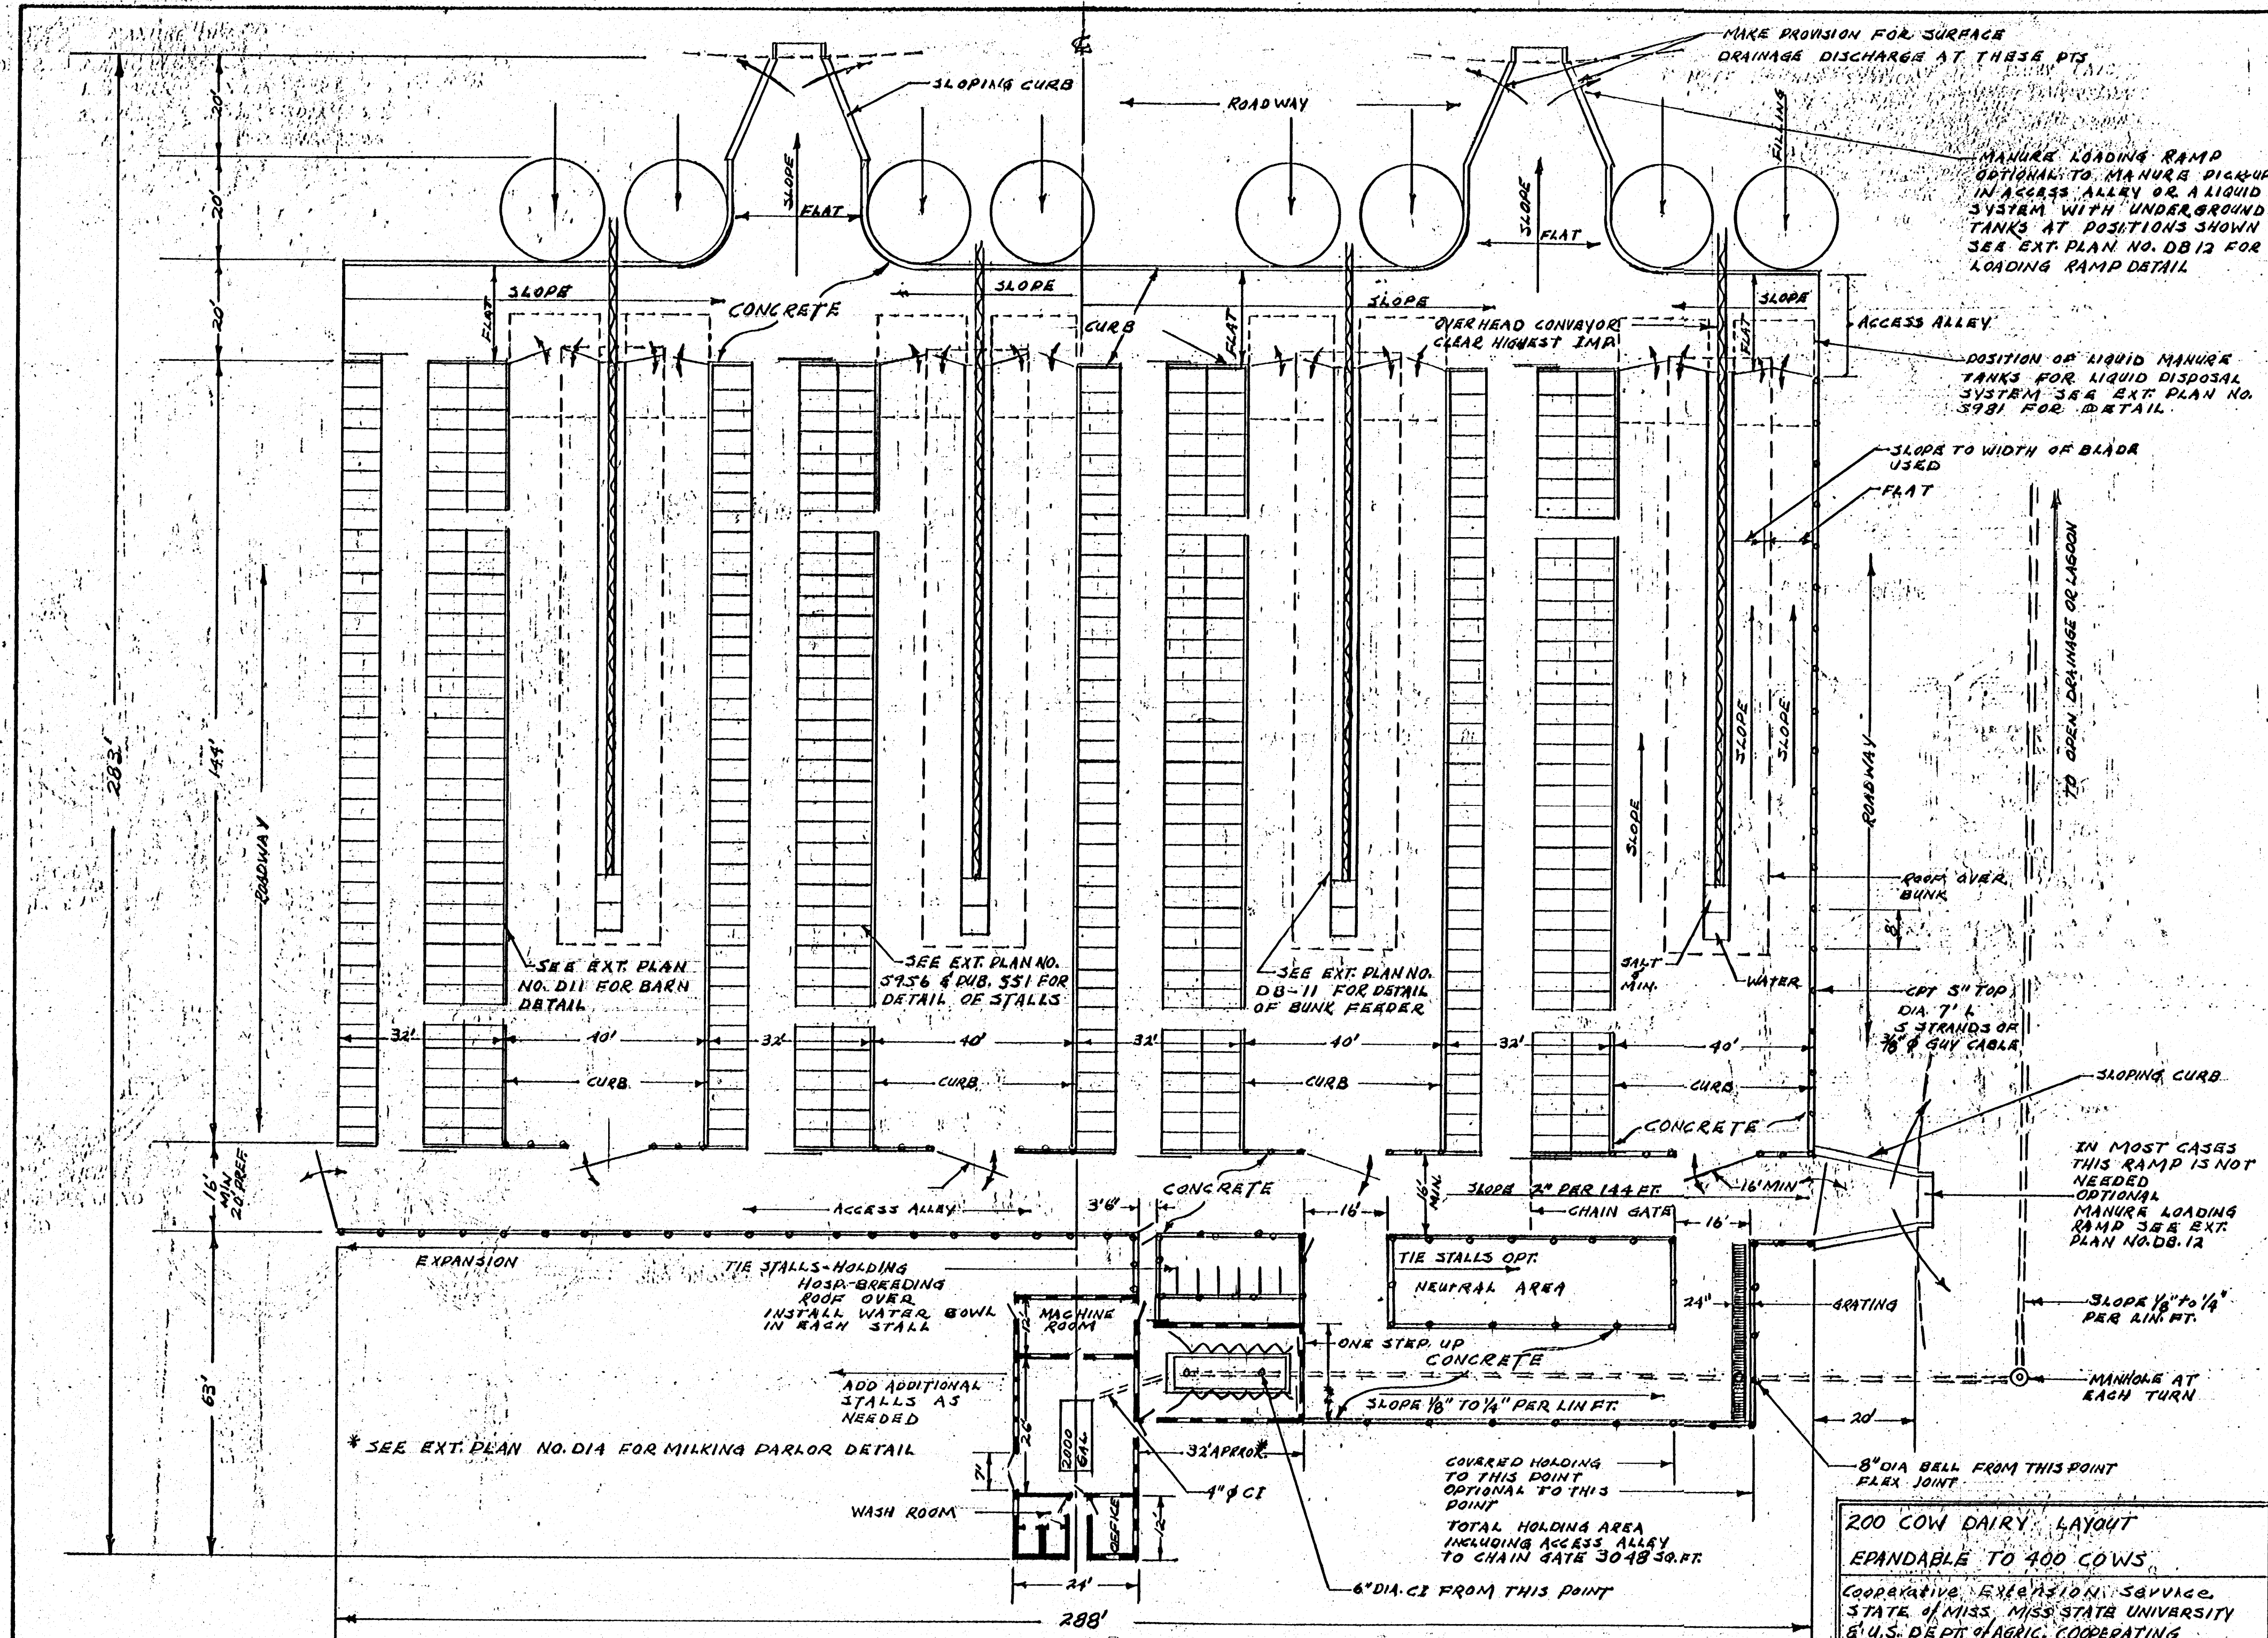 MAKE PROVISION FOR SURFACE
DRAINAGE DISCHARGE AT THESE PTS
SLOPING CURB
ROADWAY
FILLING
20'
MANURE LOADING RAMP
OPTIONAL TO MANURE PICKUP
IN ACCESS ALLEY OR A LIQUID
SYSTEM WITH UNDERGROUND
TANKS AT POSITIONS SHOWN
SEE EXT. PLAN NO. DB 12 FOR
LOADING RAMP DETAIL
20'
SLOPE
FLAT
SLOPE
FLAT
20'
FLAT
SLOPE
CONCRETE
SLOPE
CURB
FLAT
SLOPE
OVERHEAD CONVEYOR
CLEAR HIGHEST IMP.
SLOPE
FLAT
ACCESS ALLEY
POSITION OF LIQUID MANURE
TANKS FOR LIQUID DISPOSAL
SYSTEM SEE EXT. PLAN NO.
5981 FOR DETAIL
SLOPE TO WIDTH OF BLADE
USED
FLAT
TO OPEN DRAINAGE OR LAGOON
283'
144'
ROADWAY
SLOPE
SLOPE
SLOPE
ROADWAY
ROOF OVER
BUNK
8'
SEE EXT. PLAN
NO. D11 FOR BARN
DETAIL
SEE EXT. PLAN NO.
5956 & PUB. 551 FOR
DETAIL OF STALLS
SEE EXT. PLAN NO.
DB-11 FOR DETAIL
OF BUNK FEEDER
SALT
&
MIN.
WATER
CPT 5" TOP
DIA. 7' L
5 STRANDS OF
3/8" φ GUY CABLE
32'
40'
32'
40'
32'
40'
32'
40'
CURB
CURB
CURB
CURB
SLOPING CURB
CONCRETE
16'
MIN
20' PREF.
IN MOST CASES
THIS RAMP IS NOT
NEEDED
OPTIONAL
MANURE LOADING
RAMP SEE EXT.
PLAN NO. DB. 12
ACCESS ALLEY
3'6"
CONCRETE
16'
16'
MIN.
SLOPE 2" PER 144 FT.
16' MIN
CHAIN GATE
16'
EXPANSION
TIE STALLS-HOLDING
HOSP.-BREEDING
ROOF OVER
INSTALL WATER BOWL
IN EACH STALL
MACHINE
ROOM
12'
TIE STALLS OPT.
NEUTRAL AREA
24"
GRATING
SLOPE 1/8" TO 1/4"
PER LIN. FT.
63'
ONE STEP UP
CONCRETE
ADD ADDITIONAL
STALLS AS
NEEDED
SLOPE 1/8" TO 1/4" PER LIN FT.
MANHOLE AT
EACH TURN
20'
* SEE EXT. PLAN NO. D14 FOR MILKING PARLOR DETAIL
26'
2000
GAL
32' APPROX*
7'
4" φ CI
COVERED HOLDING
TO THIS POINT
OPTIONAL TO THIS
POINT
8" DIA BELL FROM THIS POINT
FLEX JOINT
WASH ROOM
OFFICE
12'
TOTAL HOLDING AREA
INCLUDING ACCESS ALLEY
TO CHAIN GATE 3048 SQ. FT.
6" DIA. CI FROM THIS POINT
24'
288'
200 COW DAIRY LAYOUT
EPANDABLE TO 400 COWS
Cooperative Extension Service
STATE of MISS. MISS STATE UNIVERSITY
& U.S. DEPT of AGRIC. COOPERATING